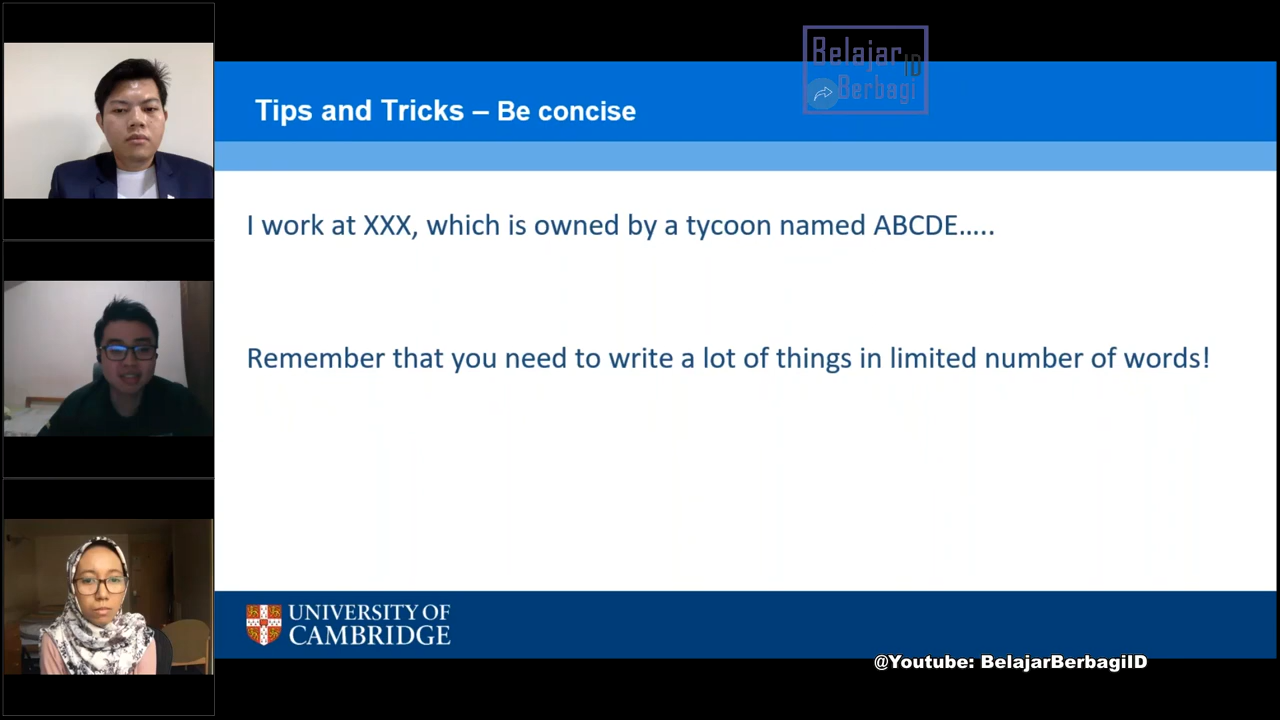 Belajar
ID
Berbagi
Tips and Tricks – Be concise
I work at XXX, which is owned by a tycoon named ABCDE…..
Remember that you need to write a lot of things in limited number of words!
UNIVERSITY OF
CAMBRIDGE
@Youtube: BelajarBerbagiID